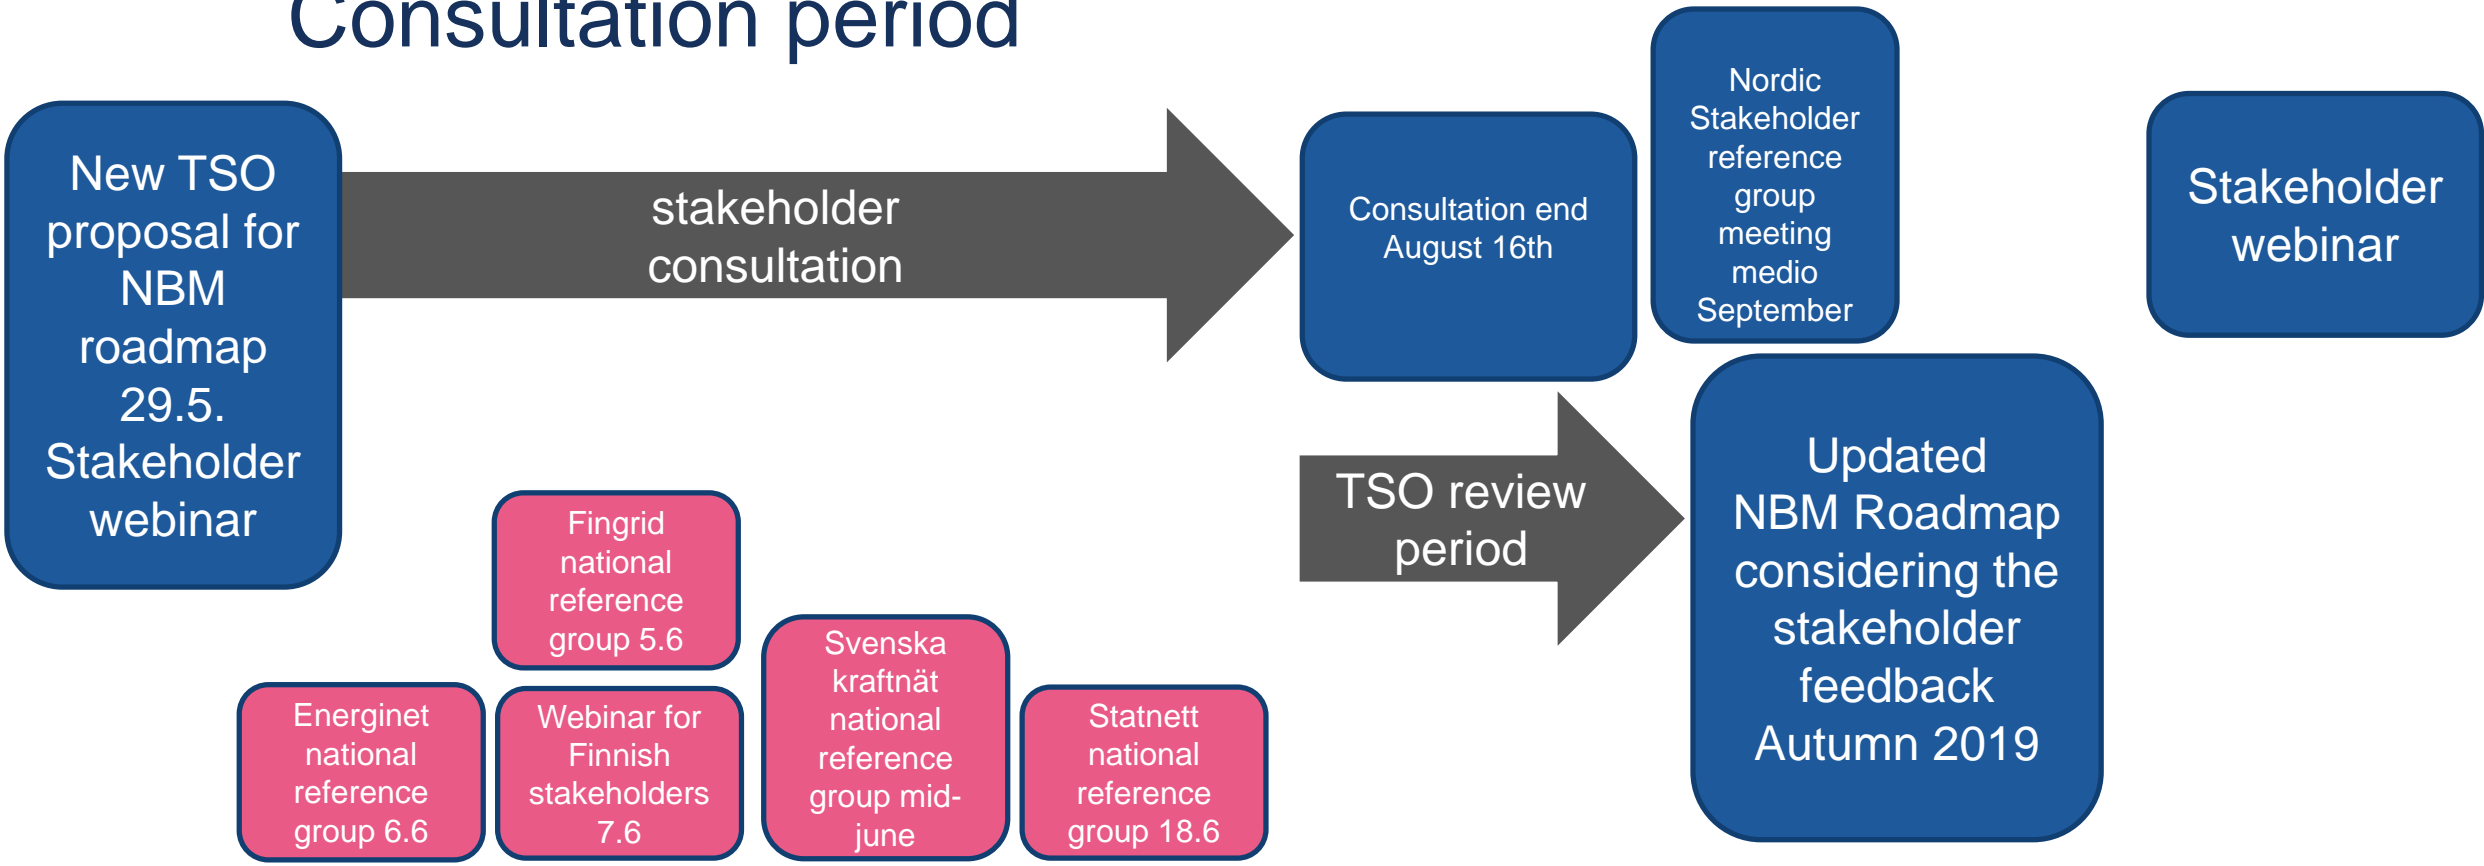 Consultation period
New TSO
proposal for
NBM
roadmap
29.5.
Stakeholder
webinar
stakeholder
consultation
Consultation end
August 16th
Nordic
Stakeholder
reference
group
meeting
medio
September
Stakeholder
webinar
TSO review
period
Updated
NBM Roadmap
considering the
stakeholder
feedback
Autumn 2019
Fingrid
national
reference
group 5.6
Energinet
national
reference
group 6.6
Webinar for
Finnish
stakeholders
7.6
Svenska
kraftnät
national
reference
group mid-
june
Statnett
national
reference
group 18.6